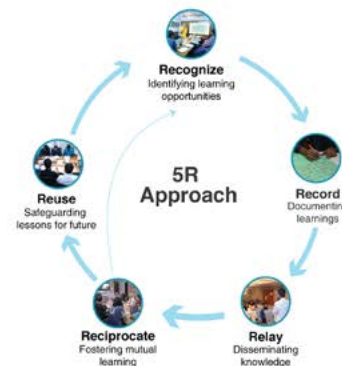 Recognize
Identifying learning
opportunities
5R
Approach
Record
Documentin
learnings
Relay
Disseminating
knowledge
Reciprocate
Fostering mutual
learning
Reuse
Safeguarding
lessons for future